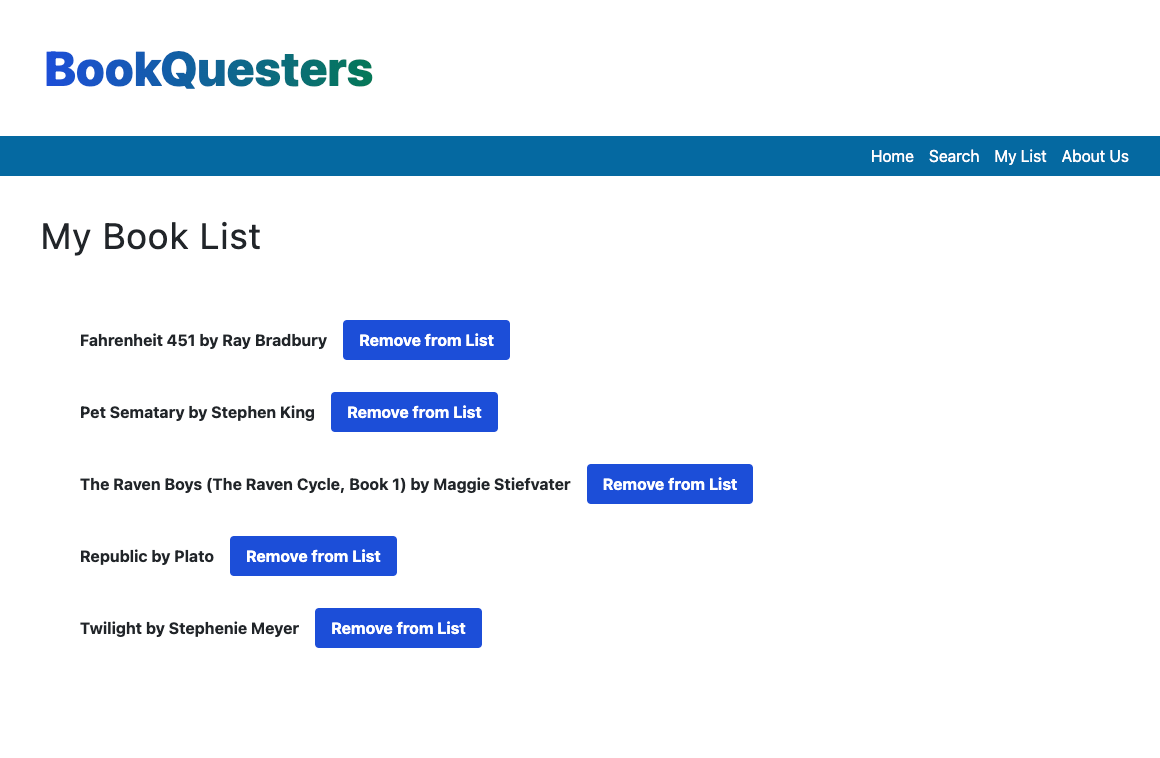 BookQuesters
Home Search My List About Us
My Book List
Fahrenheit 451 by Ray Bradbury Remove from List
Pet Sematary by Stephen King Remove from List
The Raven Boys (The Raven Cycle, Book 1) by Maggie Stiefvater Remove from List
Republic by Plato Remove from List
Twilight by Stephenie Meyer Remove from List